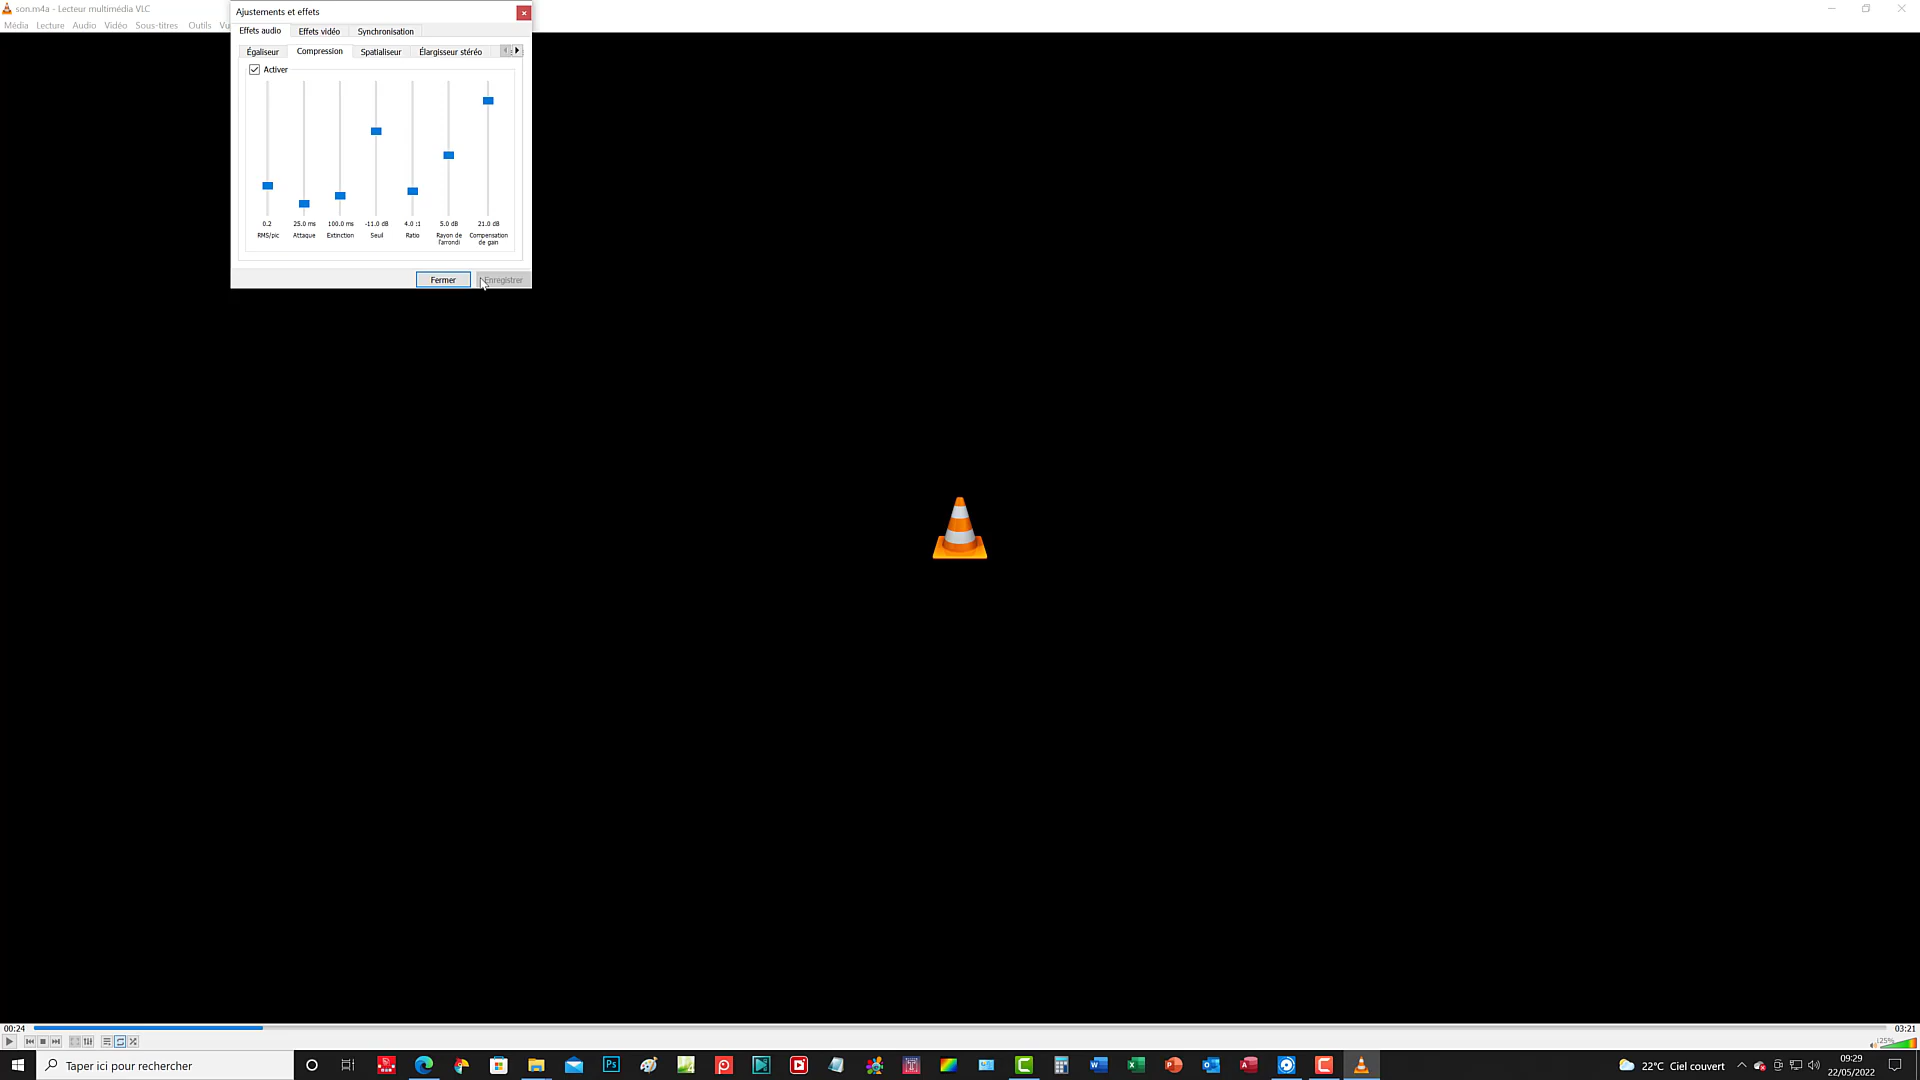 son.m4a - Lecteur multimédia VLC
Média Lecture Audio Vidéo Sous-titres Outils Vu
Ajustements et effets
Effets audio Effets vidéo Synchronisation
Égaliseur Compression Spatialiseur Élargisseur stéréo
Activer
0.2 25.0 ms 100.0 ms -11.0 dB 4.0 :1 5.0 dB 21.0 dB
RMS/pic Attaque Extinction Seuil Ratio Rayon de l'arrondi Compensation de gain
Fermer Enregistrer
00:24 03:21
125%
Taper ici pour rechercher
22°C Ciel couvert
09:29
22/05/2022